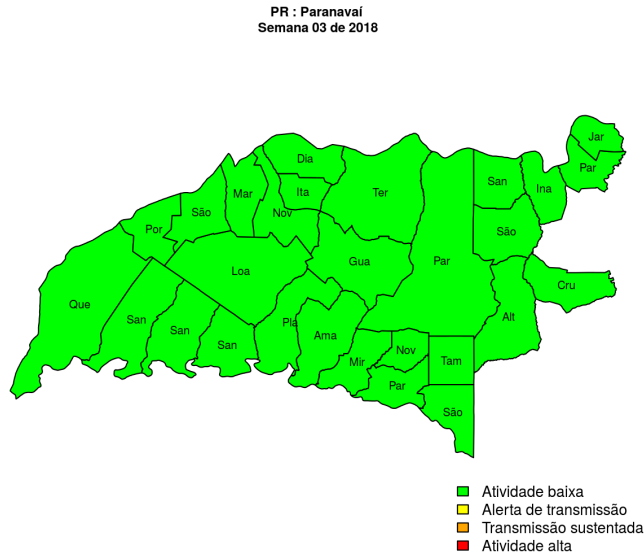 PR : Paranavaí
Semana 03 de 2018
Jar
Par
Dia
Ita
Ter
San
Ina
Mar
São
Nov
Por
São
Loa
Gua
Par
Cru
Que
San
San
San
Pla
Ama
Alt
Mir
Nov
Tam
Par
São
Atividade baixa
Alerta de transmissão
Transmissão sustentada
Atividade alta